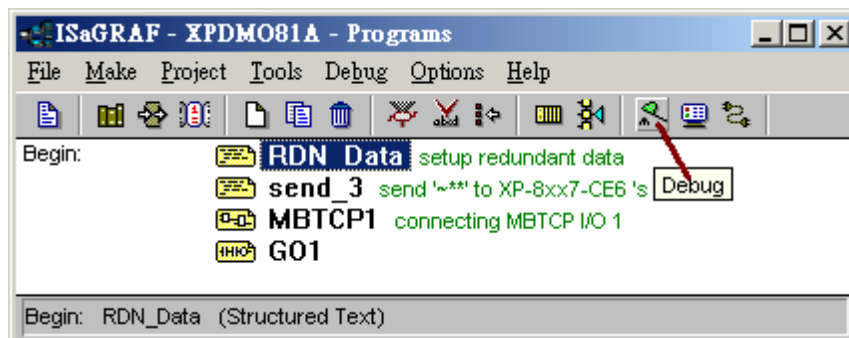 ISaGRAF - XPDMO81A - Programs
File Make Project Tools Debug Options Help
Begin: RDN_Data setup redundant data
send_3 send '~**' to XP-8xx7-CE6 's
Debug
MBTCP1 connecting MBTCP I/O 1
GO1
Begin: RDN_Data (Structured Text)